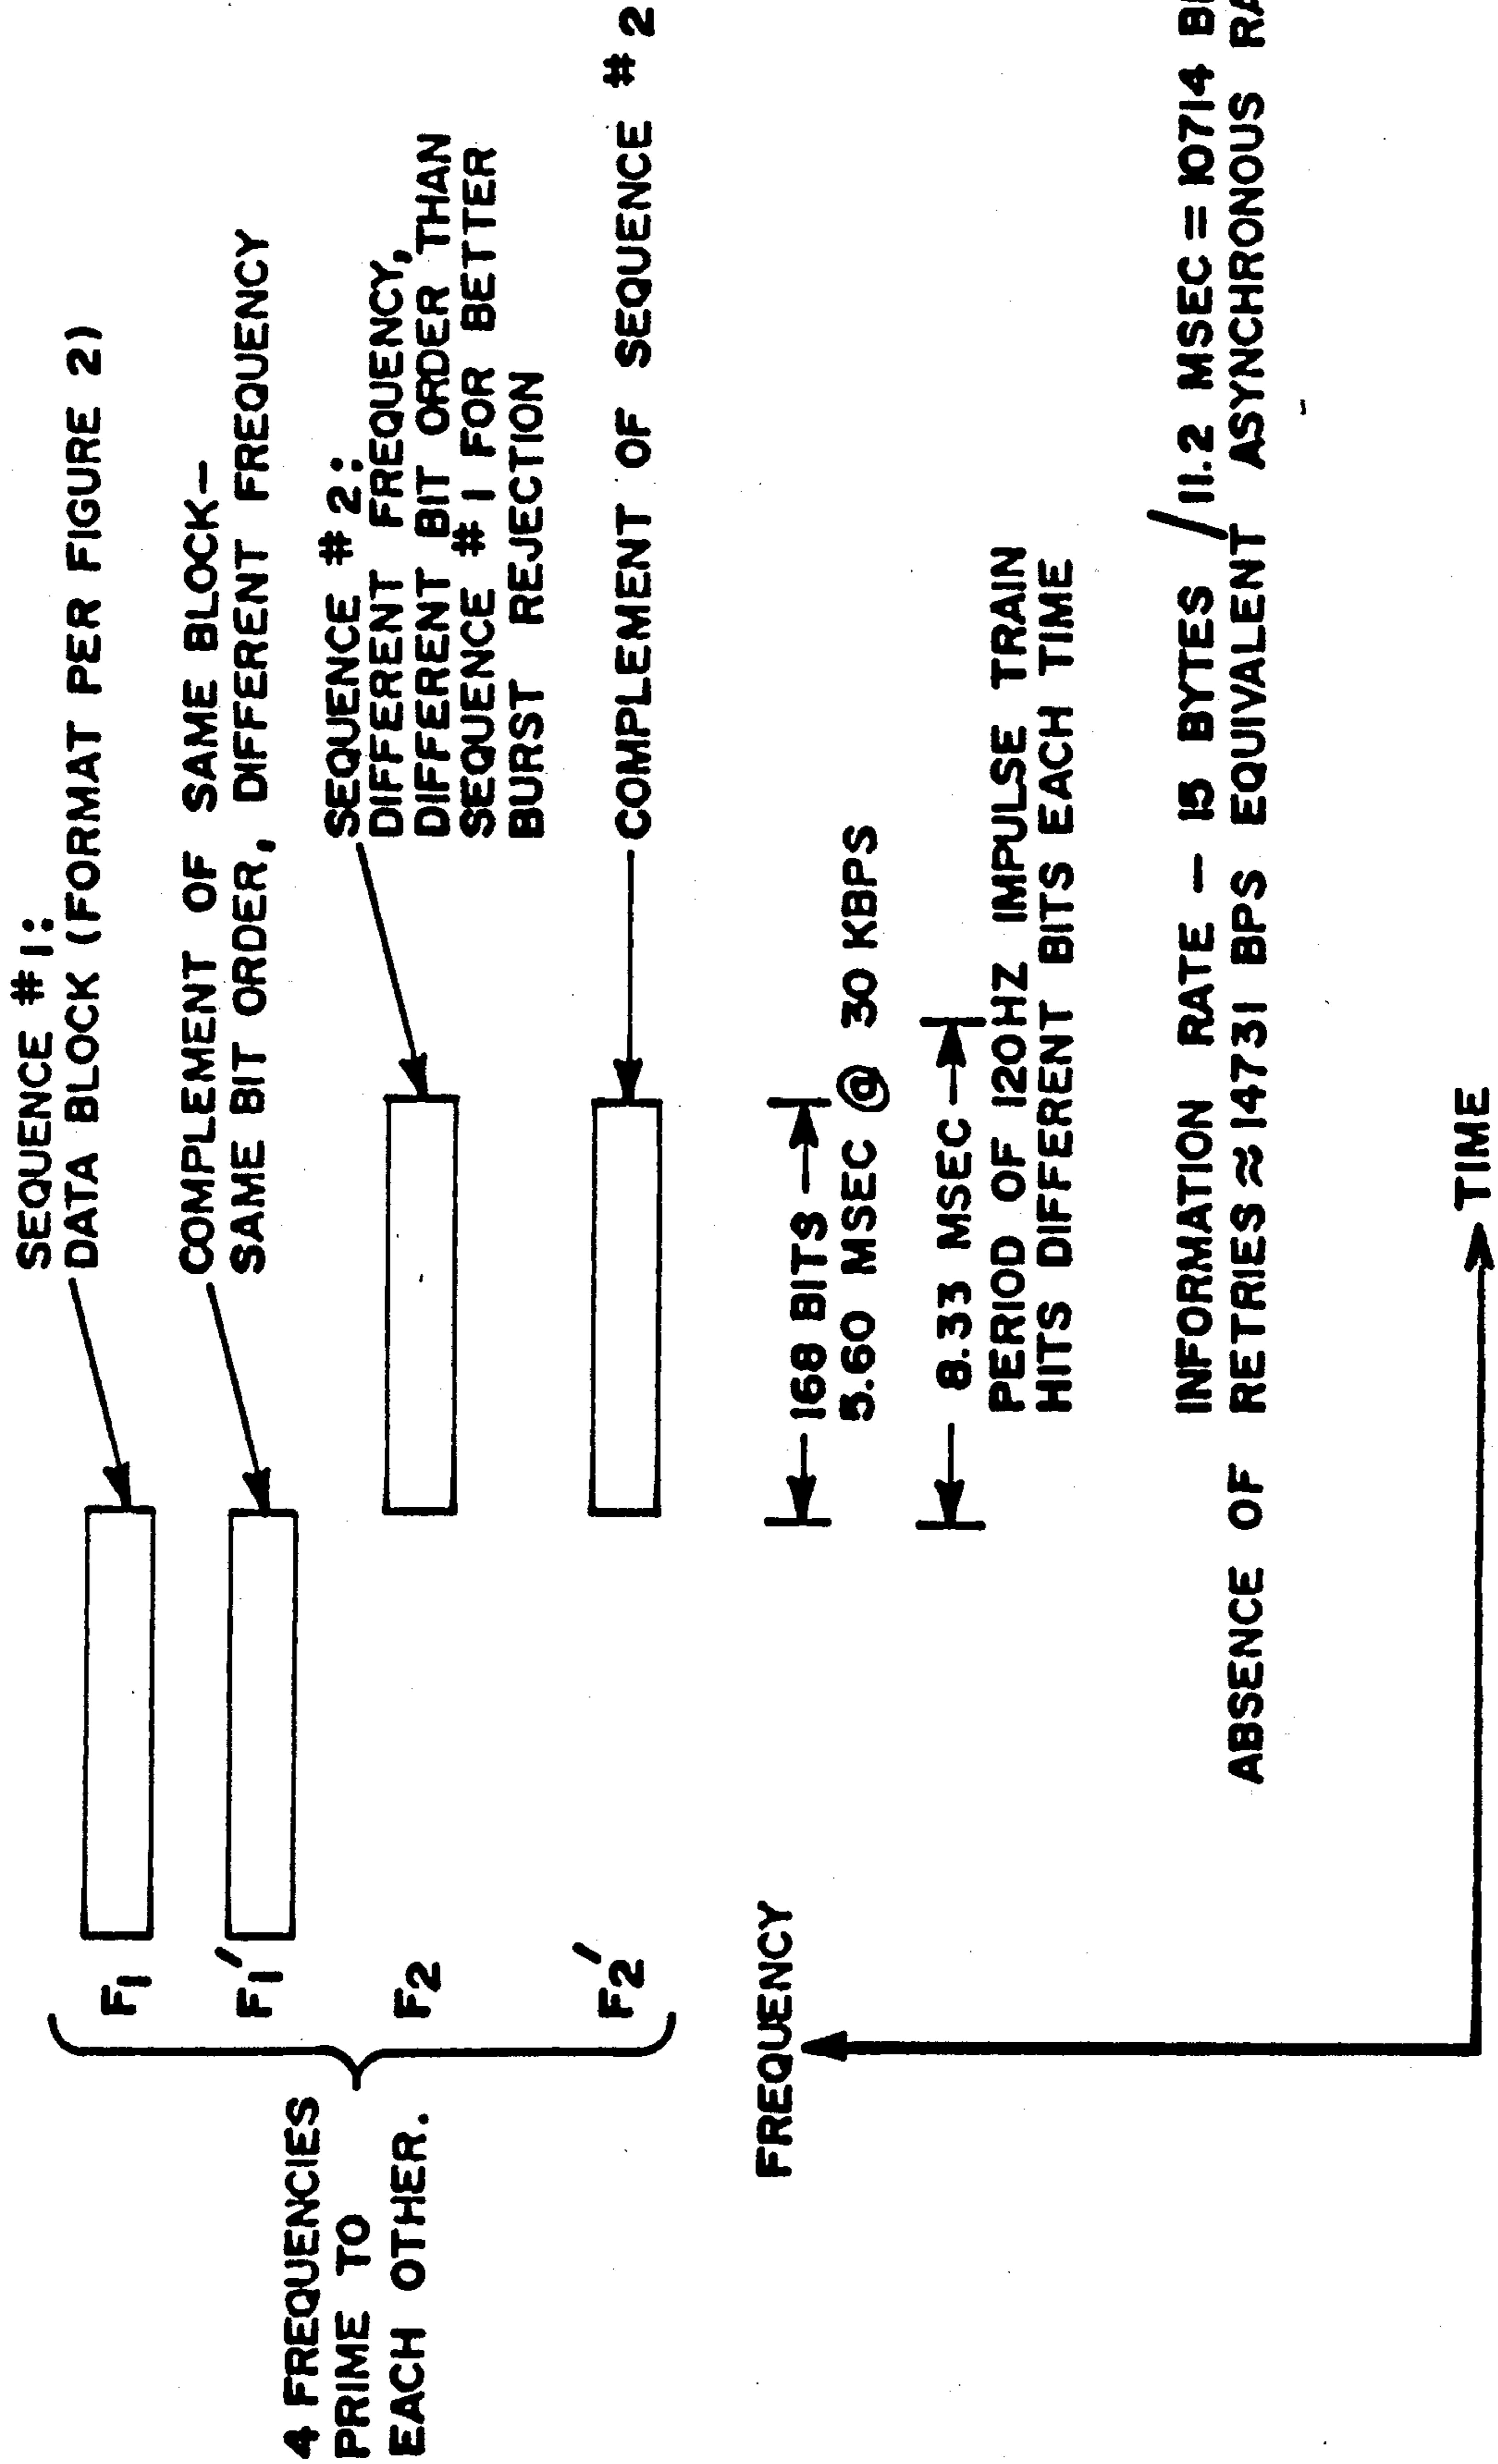 SEQUENCE #1:
DATA BLOCK (FORMAT PER FIGURE 2)
COMPLEMENT OF SAME BLOCK-
SAME BIT ORDER, DIFFERENT FREQUENCY
SEQUENCE #2:
DIFFERENT FREQUENCY,
DIFFERENT BIT ORDER THAN
SEQUENCE #1 FOR BETTER
BURST REJECTION
COMPLEMENT OF SEQUENCE #2
4 FREQUENCIES
PRIME TO
EACH OTHER.
F1
F1'
F2
F2'
168 BITS
5.60 MSEC @ 30 KBPS
8.33 MSEC
PERIOD OF 120HZ IMPULSE TRAIN
HITS DIFFERENT BITS EACH TIME
INFORMATION RATE - 15 BYTES /11.2 MSEC = 10714
ABSENCE OF RETRIES ≈ 14731 BPS EQUIVALENT ASYNCHRONOUS
FREQUENCY
TIME